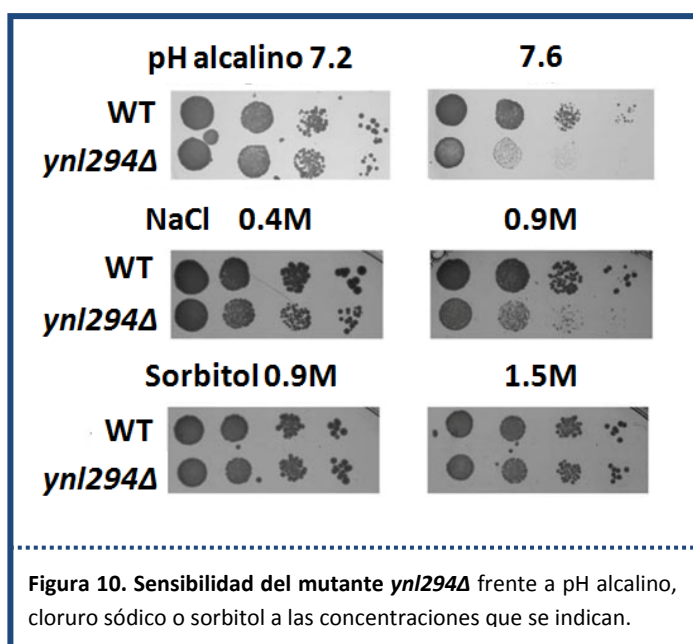 pH alcalino 7.2 7.6
WT
ynl294Δ
NaCl 0.4M 0.9M
WT
ynl294Δ
Sorbitol 0.9M 1.5M
WT
ynl294Δ
Figura 10. Sensibilidad del mutante ynl294Δ frente a pH alcalino,
cloruro sódico o sorbitol a las concentraciones que se indican.